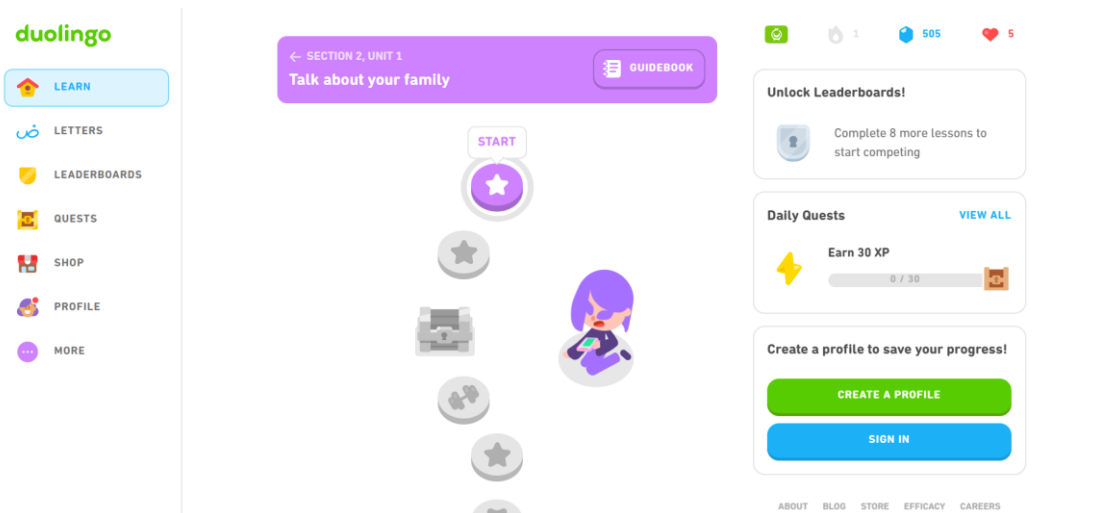 duolingo
LEARN
ض LETTERS
LEADERBOARDS
QUESTS
SHOP
PROFILE
MORE
SECTION 2, UNIT 1
Talk about your family
GUIDEBOOK
START
1
505
5
Unlock Leaderboards!
Complete 8 more lessons to
start competing
Daily Quests
VIEW ALL
Earn 30 XP
0 / 30
Create a profile to save your progress!
CREATE A PROFILE
SIGN IN
ABOUT BLOG STORE EFFICACY CAREERS